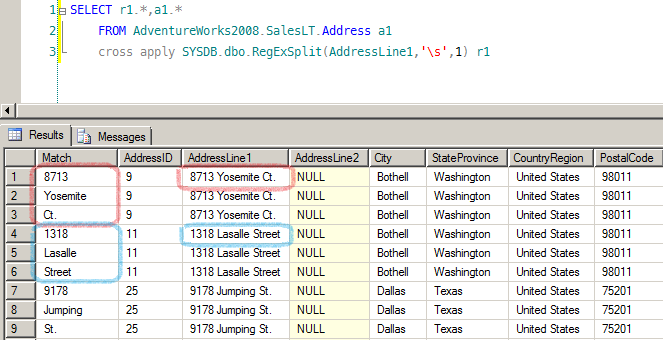 1 SELECT r1.*,a1.*
2 FROM AdventureWorks2008.SalesLT.Address a1
3 cross apply SYSDB.dbo.RegExSplit(AddressLine1,'\s',1) r1
Results Messages
Match AddressID AddressLine1 AddressLine2 City StateProvince CountryRegion PostalCode
1 8713 9 8713 Yosemite Ct. NULL Bothell Washington United States 98011
2 Yosemite 9 8713 Yosemite Ct. NULL Bothell Washington United States 98011
3 Ct. 9 8713 Yosemite Ct. NULL Bothell Washington United States 98011
4 1318 11 1318 Lasalle Street NULL Bothell Washington United States 98011
5 Lasalle 11 1318 Lasalle Street NULL Bothell Washington United States 98011
6 Street 11 1318 Lasalle Street NULL Bothell Washington United States 98011
7 9178 25 9178 Jumping St. NULL Dallas Texas United States 75201
8 Jumping 25 9178 Jumping St. NULL Dallas Texas United States 75201
9 St. 25 9178 Jumping St. NULL Dallas Texas United States 75201